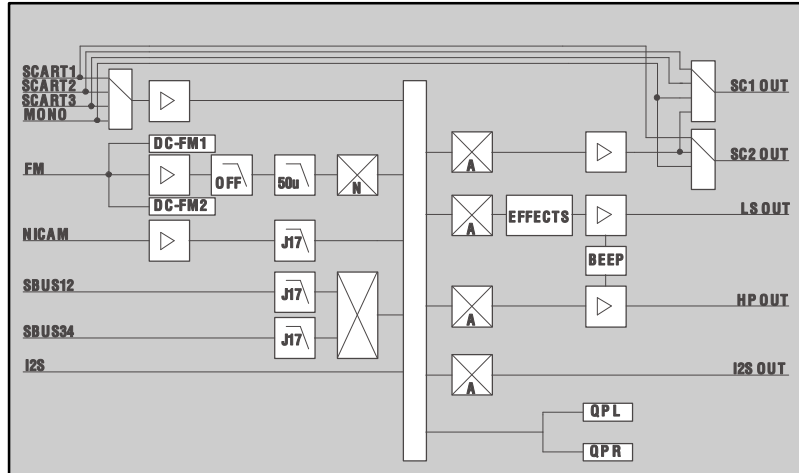 SCART1
SCART2
SCART3
MONO
SC1 OUT
DC-FM1
SC2 OUT
FM
OFF
50u
N
A
DC-FM2
LS OUT
EFFECTS
A
NICAM
J17
BEEP
SBUS12
J17
A
HP OUT
SBUS34
J17
I2S
A
I2S OUT
QPL
QPR